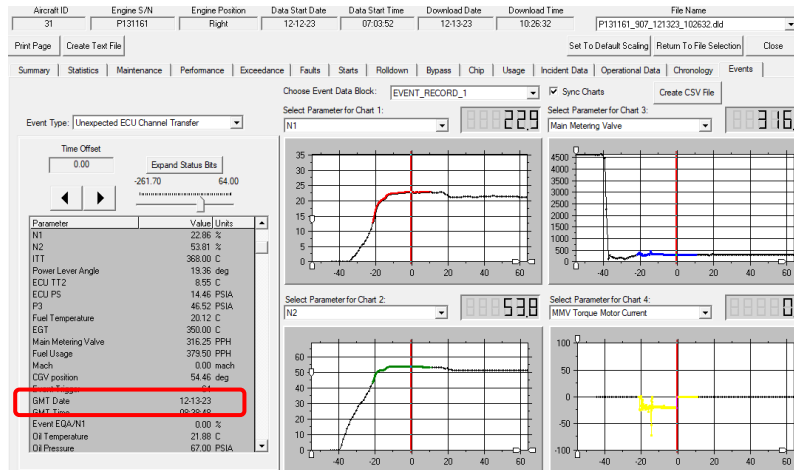 Aircraft ID Engine S/N Engine Position Data Start Date Data Start Time Download Date Download Time File Name
31 P131161 Right 12-12-23 07:03:52 12-13-23 10:26:32 P131161_907_121323_102632.dld
Print Page Create Text File Set To Default Scaling Return To File Selection Close
Summary Statistics Maintenance Performance Exceedance Faults Starts Rolldown Bypass Chip Usage Incident Data Operational Data Chronology Events
Choose Event Data Block: EVENT_RECORD_1 Sync Charts Create CSV File
Event Type: Unexpected ECU Channel Transfer
Select Parameter for Chart 1: 22.9
N1
Select Parameter for Chart 3: 316.
Main Metering Valve
Time Offset
0.00 Expand Status Bits
-261.70 64.00
Parameter Value Units
N1 22.86 %
N2 53.81 %
ITT 368.00 C
Power Lever Angle 19.36 deg
ECU TT2 8.55 C
ECU PS 14.46 PSIA
P3 46.52 PSIA
Fuel Temperature 20.12 C
EGT 350.00 C
Main Metering Valve 316.25 PPH
Fuel Usage 379.50 PPH
Mach 0.00 mach
CGV position 54.46 deg
GMT Date 12-13-23
GMT Time
Event EQA/N1 0.00 %
Oil Temperature 21.88 C
Oil Pressure 67.00 PSIA
35
30
25
20
15
10
5
0
-40 -20 0 20 40 60
4500
4000
3500
3000
2500
2000
1500
1000
500
0
-40 -20 0 20 40 60
Select Parameter for Chart 2: 53.8
N2
Select Parameter for Chart 4: 0
MMV Torque Motor Current
60
50
40
30
20
10
0
-40 -20 0 20 40 60
100
50
0
-50
-100
-40 -20 0 20 40 60